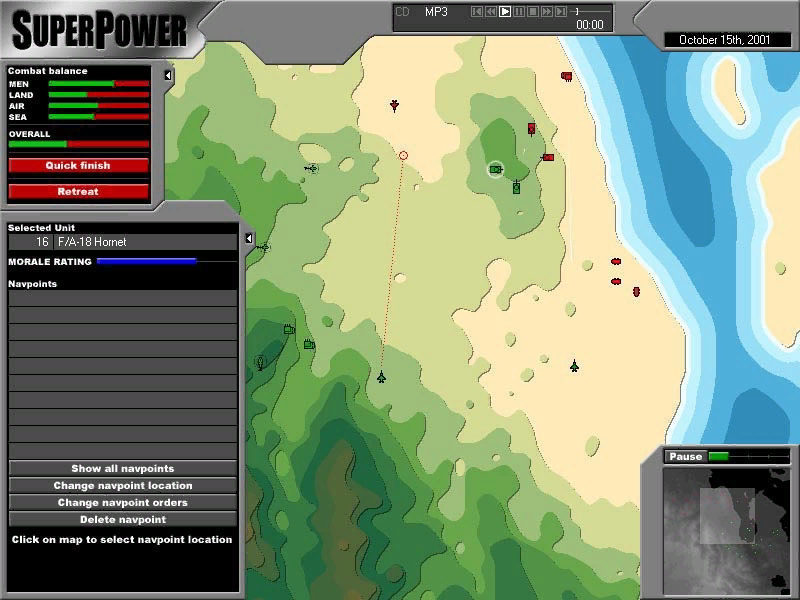 SUPERPOWER
CD MP3
00:00
October 15th, 2001
Combat balance
MEN
LAND
AIR
SEA
OVERALL
Quick finish
Retreat
Selected Unit
16 F/A-18 Hornet
MORALE RATING
Navpoints
Show all navpoints
Change navpoint location
Change navpoint orders
Delete navpoint
Click on map to select navpoint location
Pause